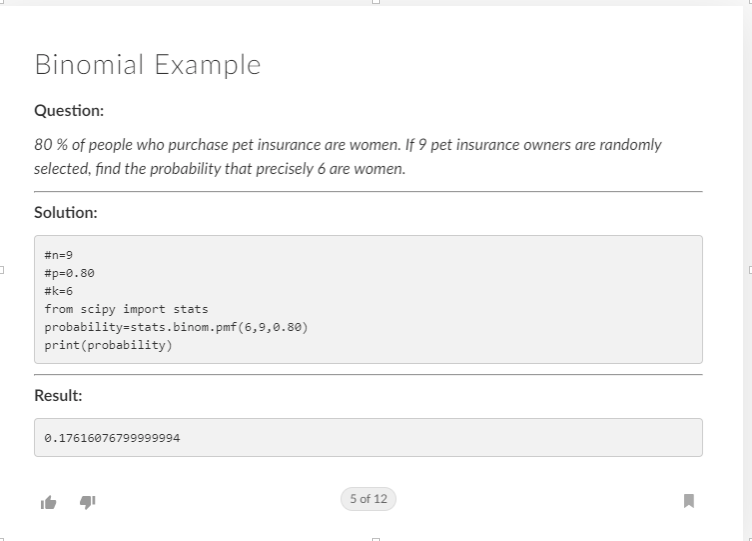 Binomial Example
Question:
80 % of people who purchase pet insurance are women. If 9 pet insurance owners are randomly
selected, find the probability that precisely 6 are women.
Solution:
#n=9
#p=0.80
#k=6
from scipy import stats
probability=stats.binom.pmf(6,9,0.80)
print(probability)
Result:
0.17616076799999994
5 of 12